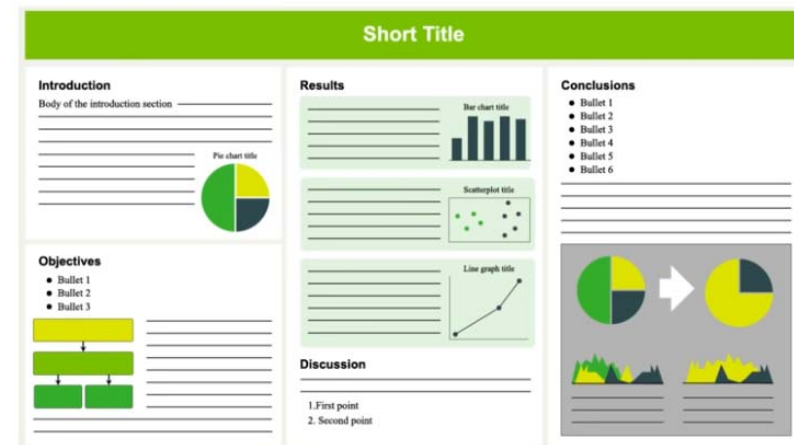 Short Title
Introduction
Body of the introduction section
Pie chart title
Objectives
Bullet 1
Bullet 2
Bullet 3
Results
Bar chart title
Scatterplot title
Line graph title
Discussion
1.First point
2. Second point
Conclusions
Bullet 1
Bullet 2
Bullet 3
Bullet 4
Bullet 5
Bullet 6